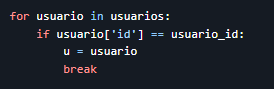 for usuario in usuarios:
    if usuario['id'] == usuario_id:
        u = usuario
        break